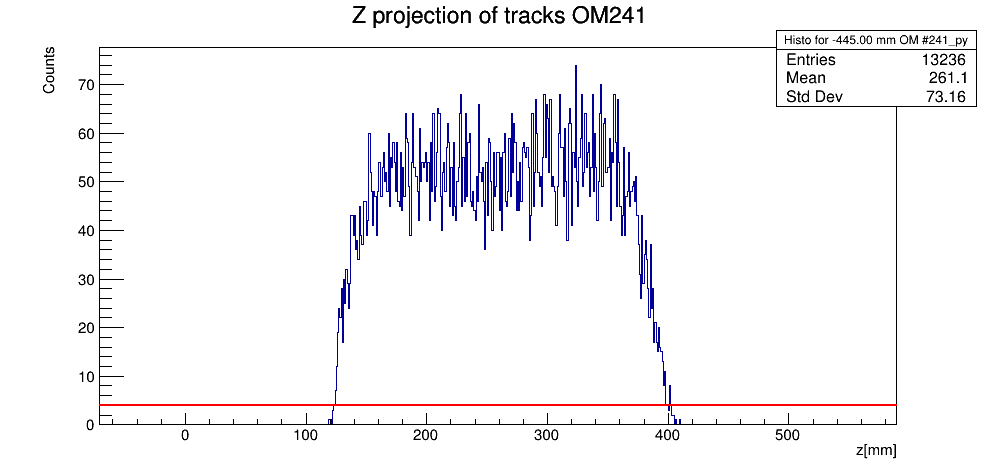 Z projection of tracks OM241
Histo for -445.00 mm OM #241_py
Entries 13236
Mean 261.1
Std Dev 73.16
Counts
70
60
50
40
30
20
10
0
0 100 200 300 400 500
z[mm]